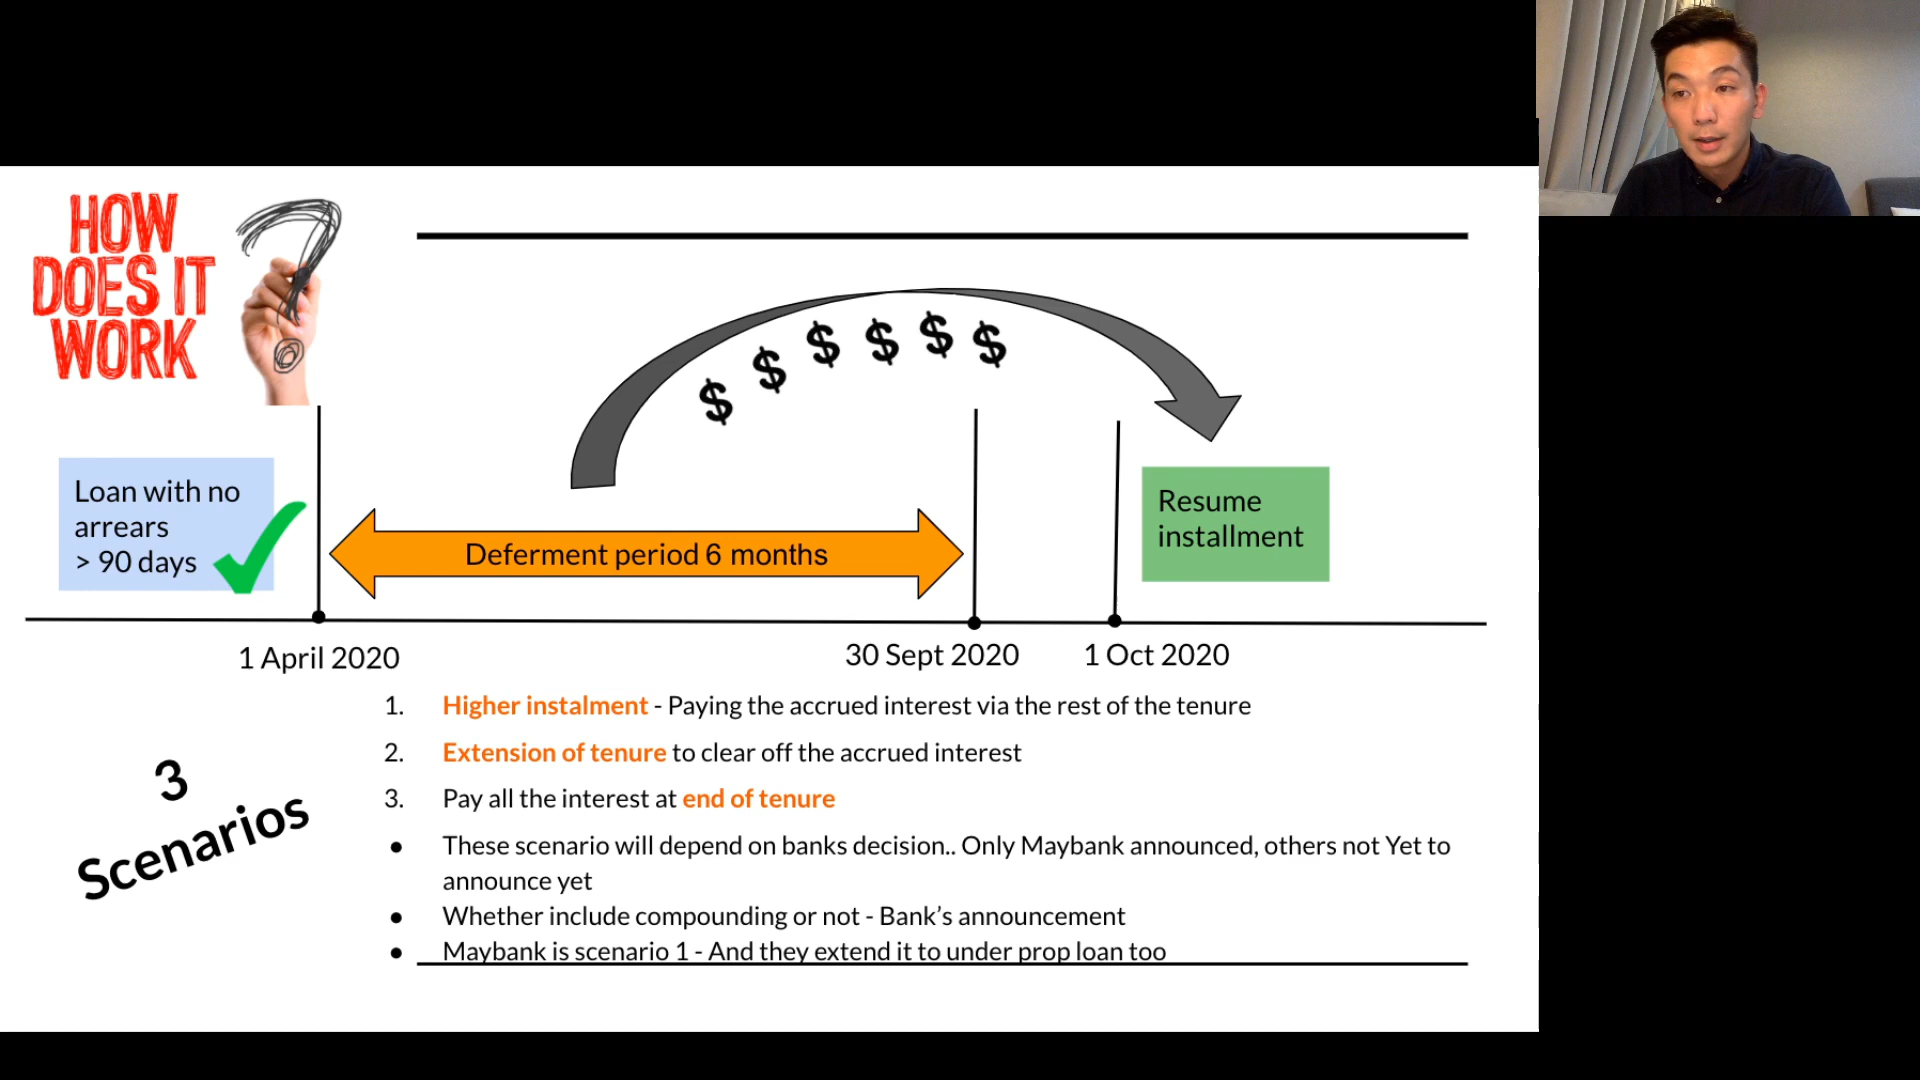 HOW
DOES IT
WORK
?
$ $ $ $ $ $
Loan with no
arrears
> 90 days
Deferment period 6 months
Resume
installment
1 April 2020
30 Sept 2020
1 Oct 2020
3
Scenarios
1. Higher instalment - Paying the accrued interest via the rest of the tenure
2. Extension of tenure to clear off the accrued interest
3. Pay all the interest at end of tenure
● These scenario will depend on banks decision.. Only Maybank announced, others not Yet to
announce yet
● Whether include compounding or not - Bank’s announcement
● Maybank is scenario 1 - And they extend it to under prop loan too